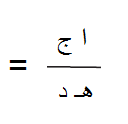 = ا ج
هـ د